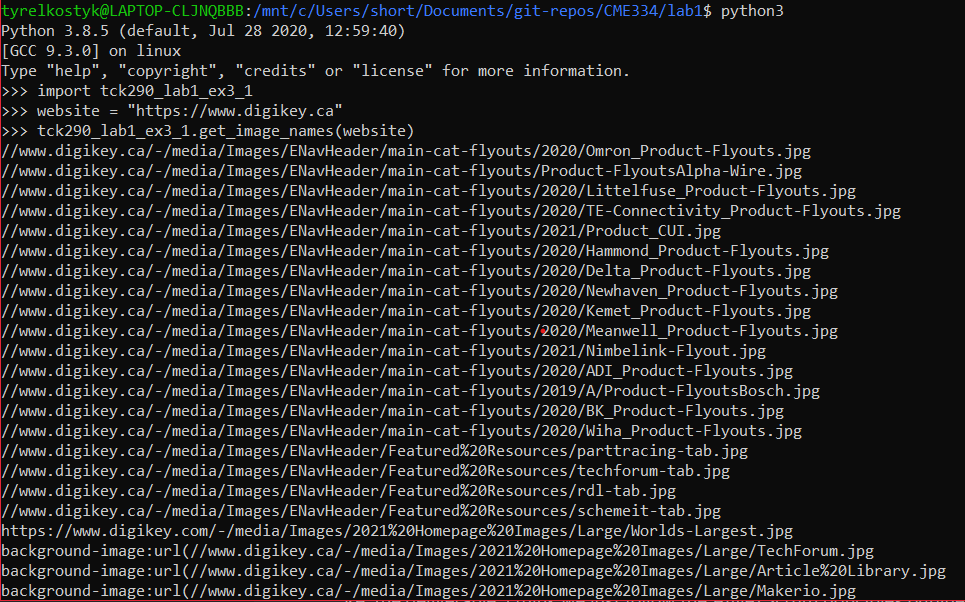 tyrelkostyk@LAPTOP-CLJNQBBB:/mnt/c/Users/short/Documents/git-repos/CME334/lab1$ python3
Python 3.8.5 (default, Jul 28 2020, 12:59:40)
[GCC 9.3.0] on linux
Type "help", "copyright", "credits" or "license" for more information.
>>> import tck290_lab1_ex3_1
>>> website = "https://www.digikey.ca"
>>> tck290_lab1_ex3_1.get_image_names(website)
//www.digikey.ca/-/media/Images/ENavHeader/main-cat-flyouts/2020/Omron_Product-Flyouts.jpg
//www.digikey.ca/-/media/Images/ENavHeader/main-cat-flyouts/Product-FlyoutsAlpha-Wire.jpg
//www.digikey.ca/-/media/Images/ENavHeader/main-cat-flyouts/2020/Littelfuse_Product-Flyouts.jpg
//www.digikey.ca/-/media/Images/ENavHeader/main-cat-flyouts/2020/TE-Connectivity_Product-Flyouts.jpg
//www.digikey.ca/-/media/Images/ENavHeader/main-cat-flyouts/2021/Product_CUI.jpg
//www.digikey.ca/-/media/Images/ENavHeader/main-cat-flyouts/2020/Hammond_Product-Flyouts.jpg
//www.digikey.ca/-/media/Images/ENavHeader/main-cat-flyouts/2020/Delta_Product-Flyouts.jpg
//www.digikey.ca/-/media/Images/ENavHeader/main-cat-flyouts/2020/Newhaven_Product-Flyouts.jpg
//www.digikey.ca/-/media/Images/ENavHeader/main-cat-flyouts/2020/Kemet_Product-Flyouts.jpg
//www.digikey.ca/-/media/Images/ENavHeader/main-cat-flyouts/2020/Meanwell_Product-Flyouts.jpg
//www.digikey.ca/-/media/Images/ENavHeader/main-cat-flyouts/2021/Nimbelink-Flyout.jpg
//www.digikey.ca/-/media/Images/ENavHeader/main-cat-flyouts/2020/ADI_Product-Flyouts.jpg
//www.digikey.ca/-/media/Images/ENavHeader/main-cat-flyouts/2019/A/Product-FlyoutsBosch.jpg
//www.digikey.ca/-/media/Images/ENavHeader/main-cat-flyouts/2020/BK_Product-Flyouts.jpg
//www.digikey.ca/-/media/Images/ENavHeader/main-cat-flyouts/2020/Wiha_Product-Flyouts.jpg
//www.digikey.ca/-/media/Images/ENavHeader/Featured%20Resources/parttracing-tab.jpg
//www.digikey.ca/-/media/Images/ENavHeader/Featured%20Resources/techforum-tab.jpg
//www.digikey.ca/-/media/Images/ENavHeader/Featured%20Resources/rdl-tab.jpg
//www.digikey.ca/-/media/Images/ENavHeader/Featured%20Resources/schemeit-tab.jpg
https://www.digikey.com/-/media/Images/2021%20Homepage%20Images/Large/Worlds-Largest.jpg
background-image:url(//www.digikey.ca/-/media/Images/2021%20Homepage%20Images/Large/TechForum.jpg
background-image:url(//www.digikey.ca/-/media/Images/2021%20Homepage%20Images/Large/Article%20Library.jpg
background-image:url(//www.digikey.ca/-/media/Images/2021%20Homepage%20Images/Large/Makerio.jpg